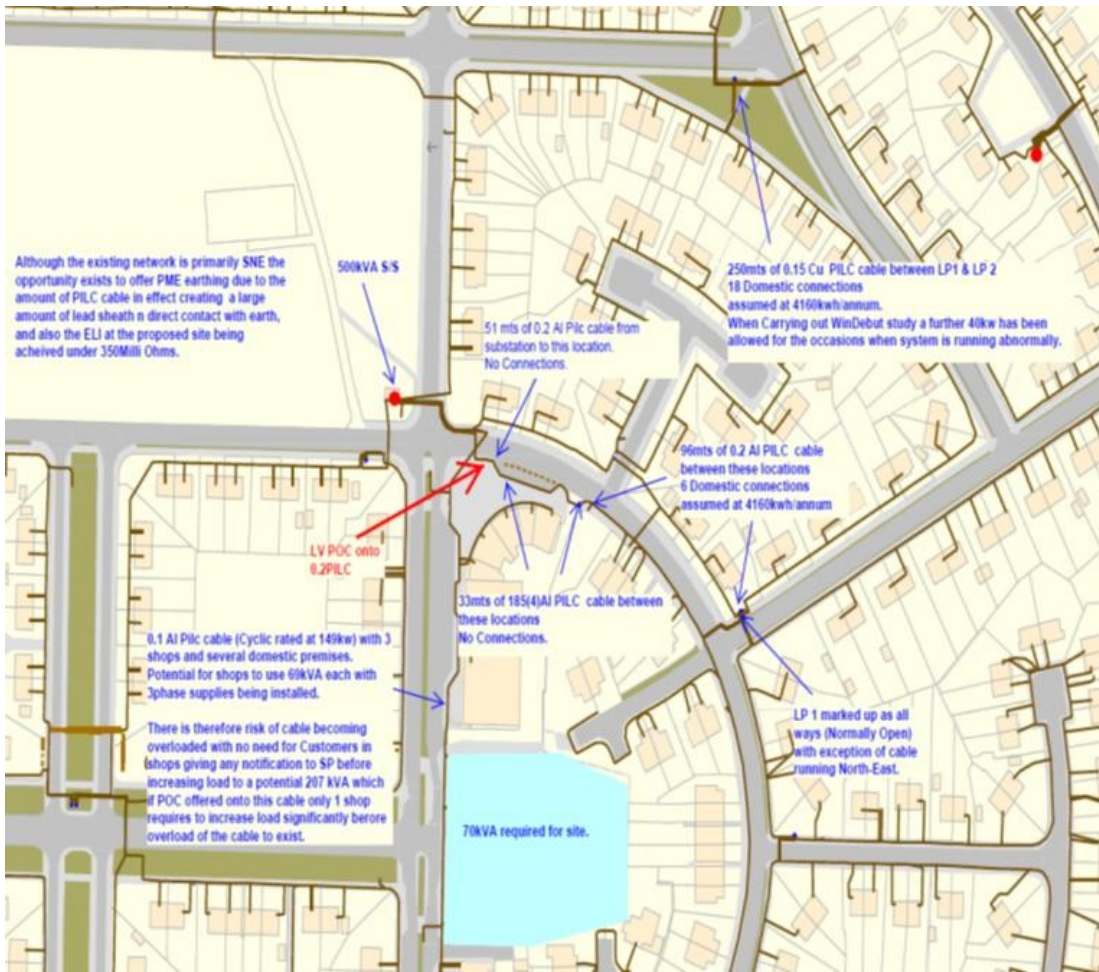 Although the existing network is primarily SNE the
opportunity exists to offer PME earthing due to the
amount of PILC cable in effect creating a large
amount of lead sheath n direct contact with earth,
and also the ELI at the proposed site being
acheived under 350Milli Ohms.
500kVA S/S
250mts of 0.15 Cu PILC cable between LP1 & LP 2
18 Domestic connections
assumed at 4160kwh/annum.
When Carrying out WinDebut study a further 40kw has been
allowed for the occasions when system is running abnormally.
51 mts of 0.2 Al Pilc cable from
substation to this location.
No Connections.
96mts of 0.2 Al PILC cable
between these locations
6 Domestic connections
assumed at 4160kwh/annum
LV POC onto
0.2PILC
33mts of 185(4)Al PILC cable between
these locations
No Connections.
0.1 Al Pilc cable (Cyclic rated at 149kw) with 3
shops and several domestic premises.
Potential for shops to use 69kVA each with
3phase supplies being installed.
There is therefore risk of cable becoming
overloaded with no need for Customers in
shops giving any notification to SP before
increasing load to a potential 207 kVA which
if POC offered onto this cable only 1 shop
requires to increase load significantly berore
overload of the cable to exist.
LP 1 marked up as all
ways (Normally Open)
with exception of cable
running North-East.
70kVA required for site.